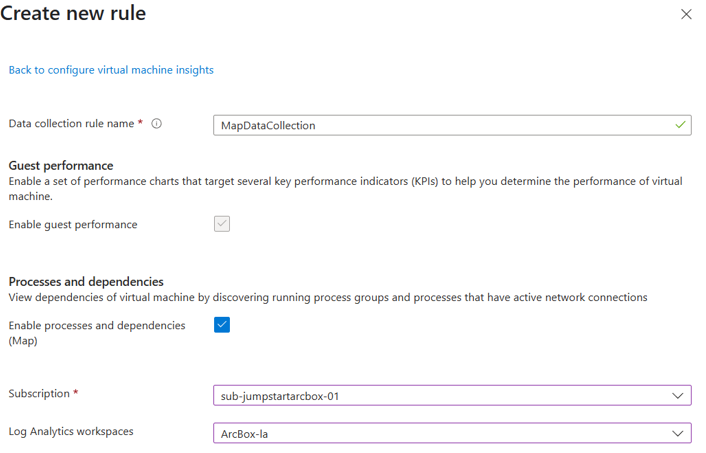 Create new rule
Back to configure virtual machine insights
Data collection rule name *
MapDataCollection
Guest performance
Enable a set of performance charts that target several key performance indicators (KPIs) to help you determine the performance of virtual
machine.
Enable guest performance
Processes and dependencies
View dependencies of virtual machine by discovering running process groups and processes that have active network connections
Enable processes and dependencies
(Map)
Subscription *
sub-jumpstartarcbox-01
Log Analytics workspaces
ArcBox-la